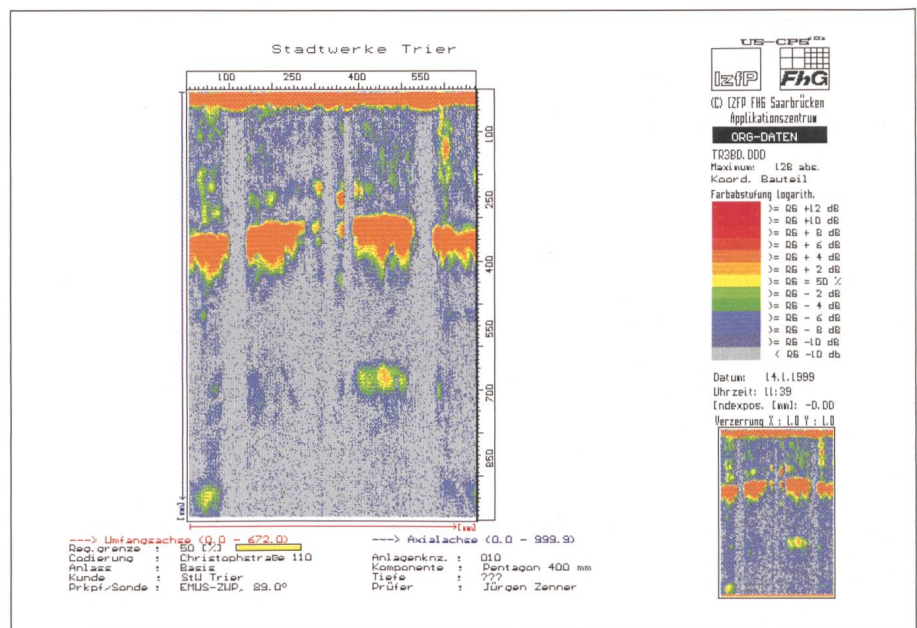 Stadtwerke Trier
100 250 400 550
100
250
400
550
700
850
[mm]
[mm]
---> Umfangsachse (0.0 - 672.0)
---> Axialachse (0.0 - 999.9)
Reg.grenze : 50 [%]
Codierung : Christophstraße 110
Anlass : Basis
Kunde : StW Trier
Prkpf/Sonde : EMUS-ZWP, 89.0°
Anlagenknz. : 010
Komponente : Pentagon 400 mm
Tiefe : ???
Prüfer : Jürgen Zenner
US-CPS
IzfP FhG
(C) IZFP FHG Saarbrücken
Applikationszentrum
ORG-DATEN
TR3BD.DDD
Maximum: 128 abs.
Koord. Bauteil
Farbabstufung logarith.
>= RG +12 dB
>= RG +10 dB
>= RG + 8 dB
>= RG + 6 dB
>= RG + 4 dB
>= RG + 2 dB
>= RG = 50 %
>= RG - 2 dB
>= RG - 4 dB
>= RG - 6 dB
>= RG - 8 dB
>= RG -10 dB
< RG -10 db
Datum: 14.1.1999
Uhrzeit: 11:39
Indexpos. [mm]: -0.00
Verzerrung X : 1.0 Y : 1.0